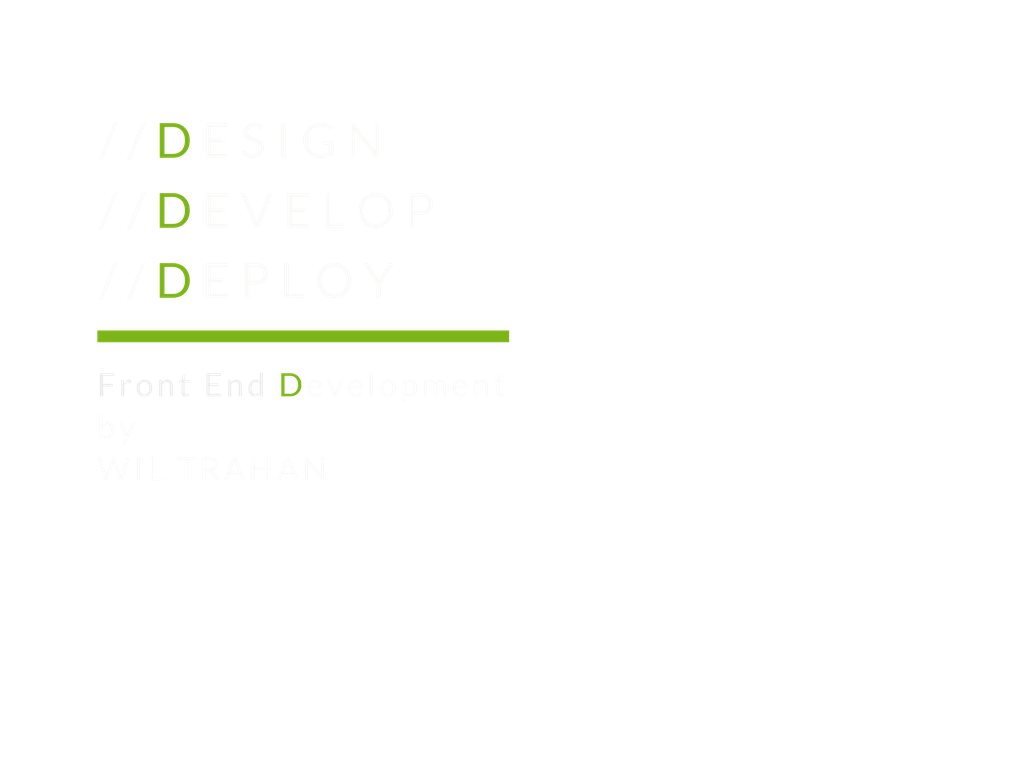 //DESIGN
//DEVELOP
//DEPLOY
Front End Development
by
WIL TRAHAN